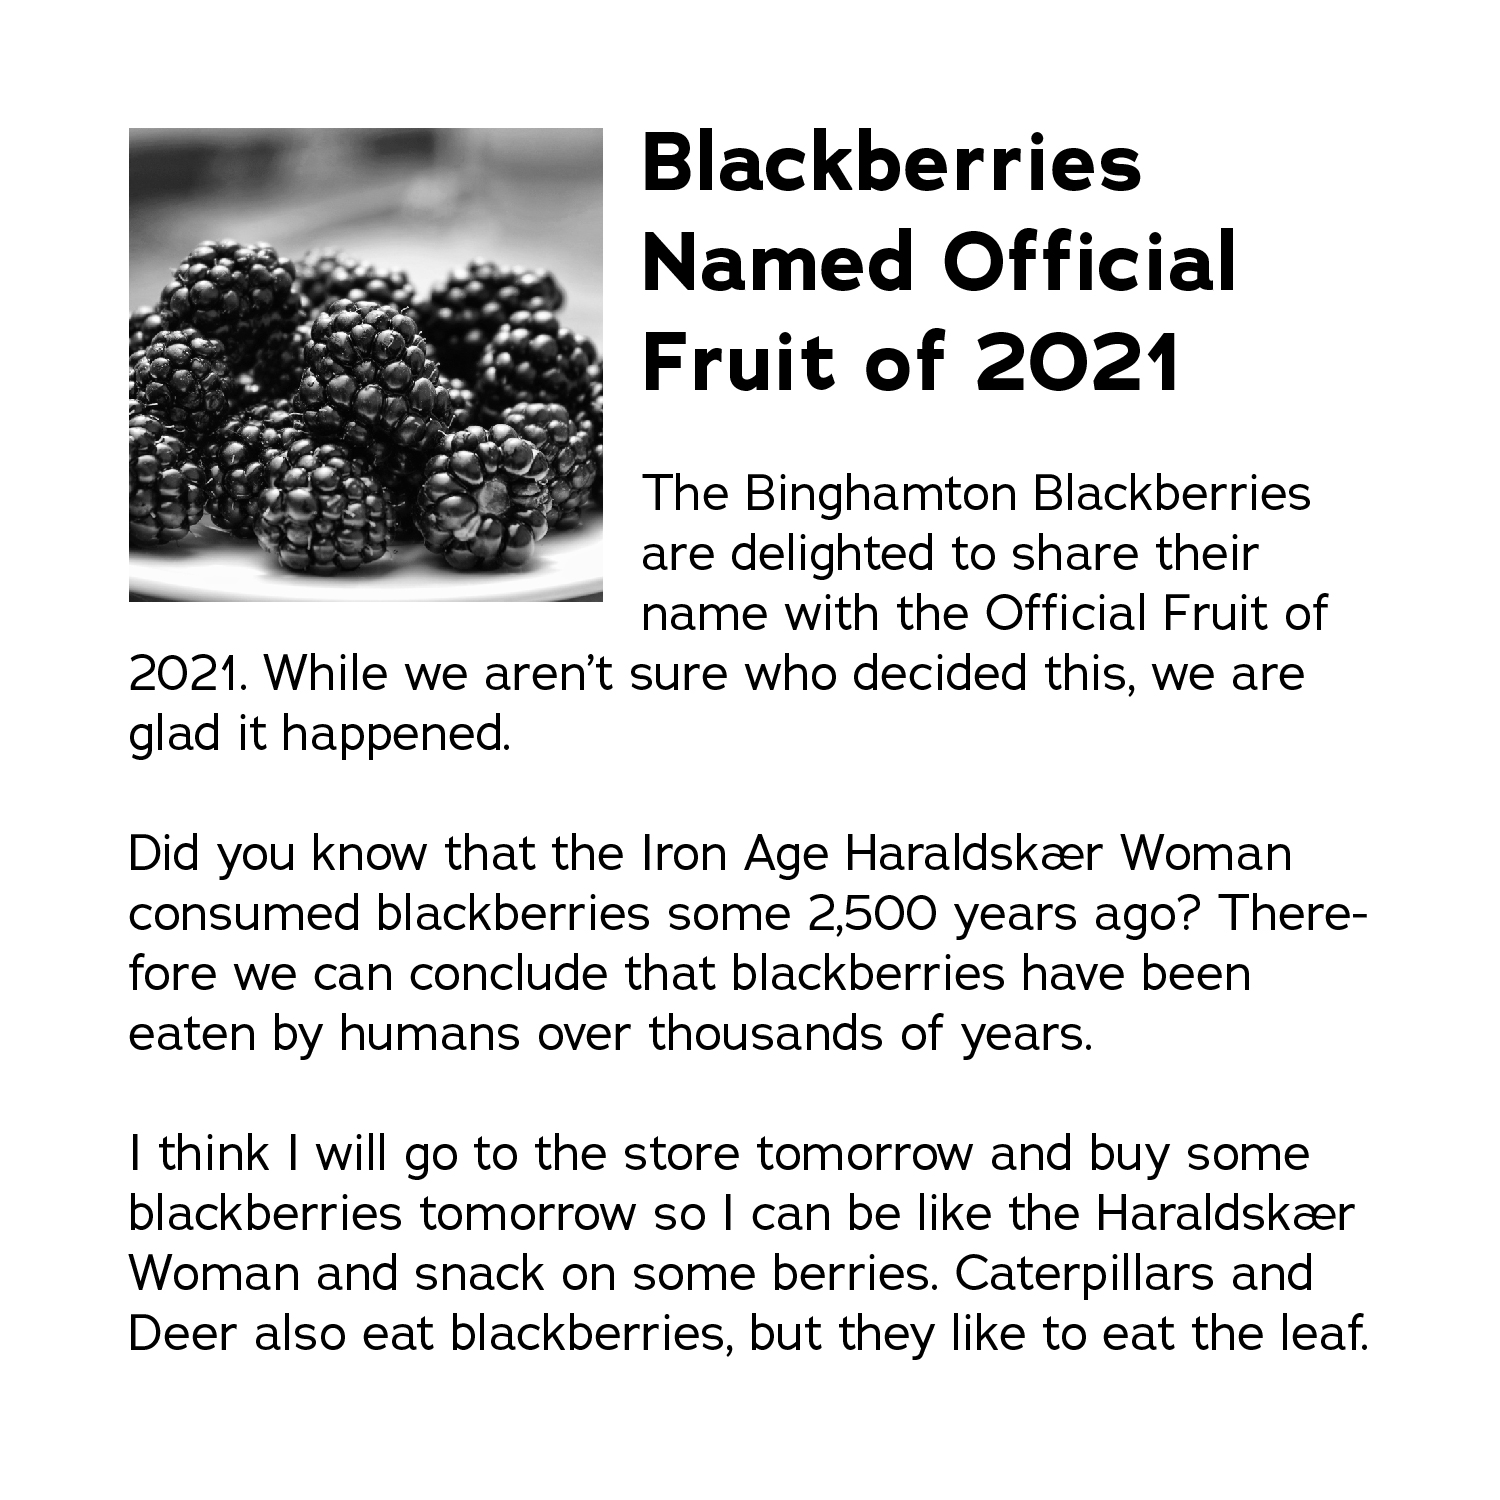 Blackberries
Named Official
Fruit of 2021
The Binghamton Blackberries
are delighted to share their
name with the Official Fruit of
2021. While we aren’t sure who decided this, we are
glad it happened.
Did you know that the Iron Age Haraldskær Woman
consumed blackberries some 2,500 years ago? There-
fore we can conclude that blackberries have been
eaten by humans over thousands of years.
I think I will go to the store tomorrow and buy some
blackberries tomorrow so I can be like the Haraldskær
Woman and snack on some berries. Caterpillars and
Deer also eat blackberries, but they like to eat the leaf.